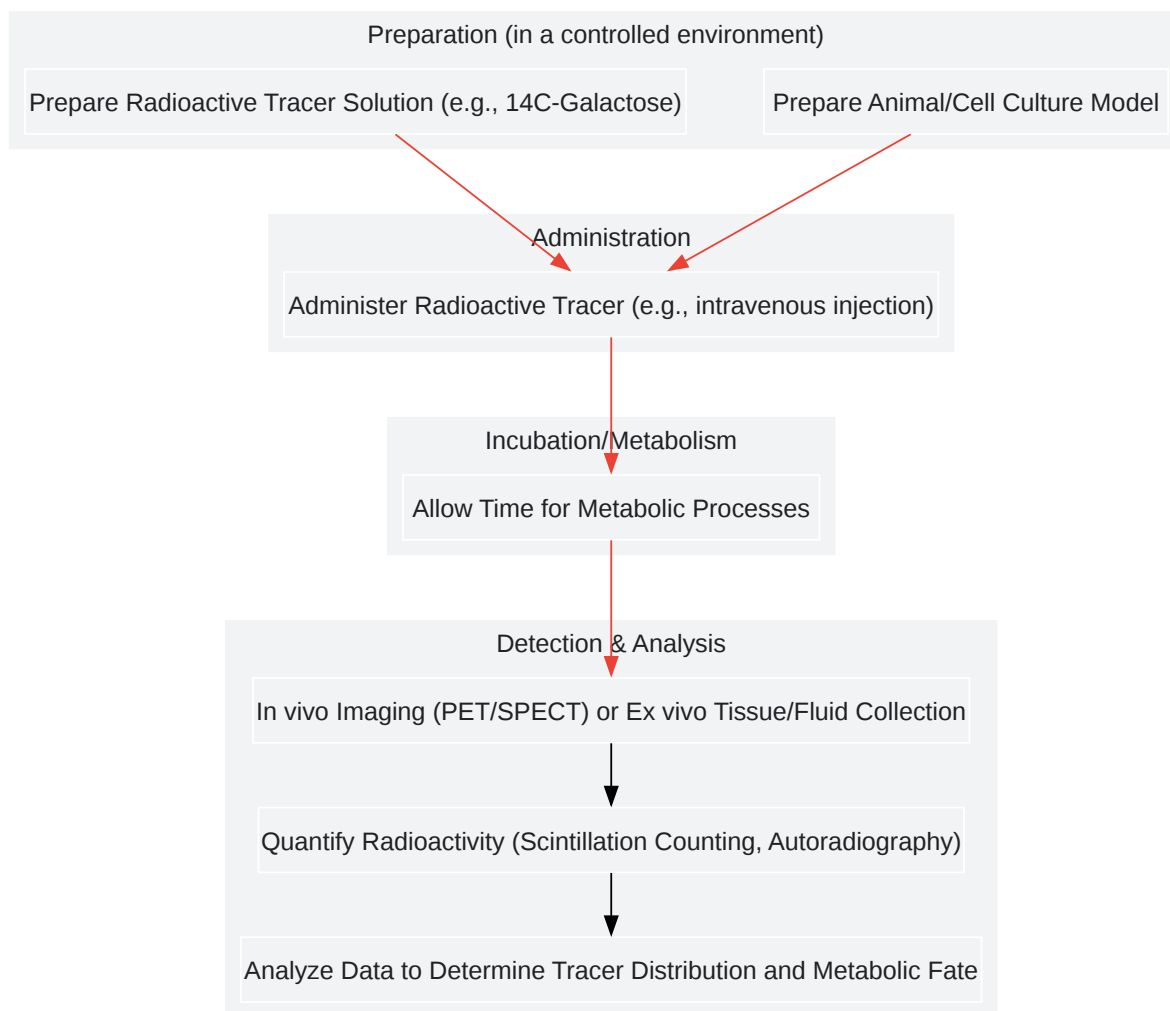 Preparation (in a controlled environment)
Prepare Radioactive Tracer Solution (e.g., 14C-Galactose)
Prepare Animal/Cell Culture Model
Administration
Administer Radioactive Tracer (e.g., intravenous injection)
Incubation/Metabolism
Allow Time for Metabolic Processes
Detection & Analysis
In vivo Imaging (PET/SPECT) or Ex vivo Tissue/Fluid Collection
Quantify Radioactivity (Scintillation Counting, Autoradiography)
Analyze Data to Determine Tracer Distribution and Metabolic Fate